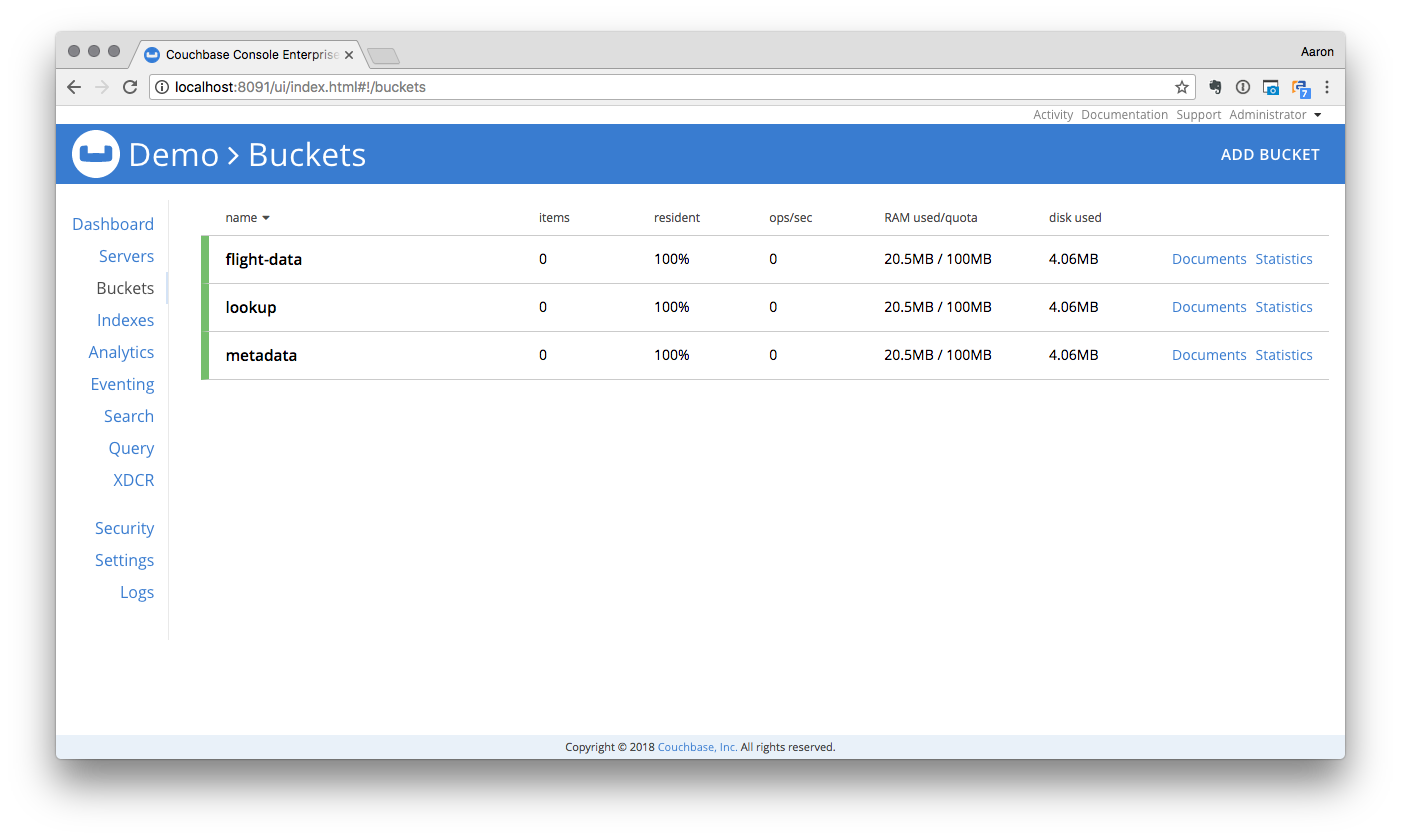 Couchbase Console Enterprise
Aaron
localhost:8091/ui/index.html#!/buckets
7
Activity Documentation Support Administrator
Demo > Buckets
ADD BUCKET
Dashboard
Servers
Buckets
Indexes
Analytics
Eventing
Search
Query
XDCR
Security
Settings
Logs
name items resident ops/sec RAM used/quota disk used
flight-data 0 100% 0 20.5MB / 100MB 4.06MB Documents Statistics
lookup 0 100% 0 20.5MB / 100MB 4.06MB Documents Statistics
metadata 0 100% 0 20.5MB / 100MB 4.06MB Documents Statistics
Copyright © 2018 Couchbase, Inc. All rights reserved.